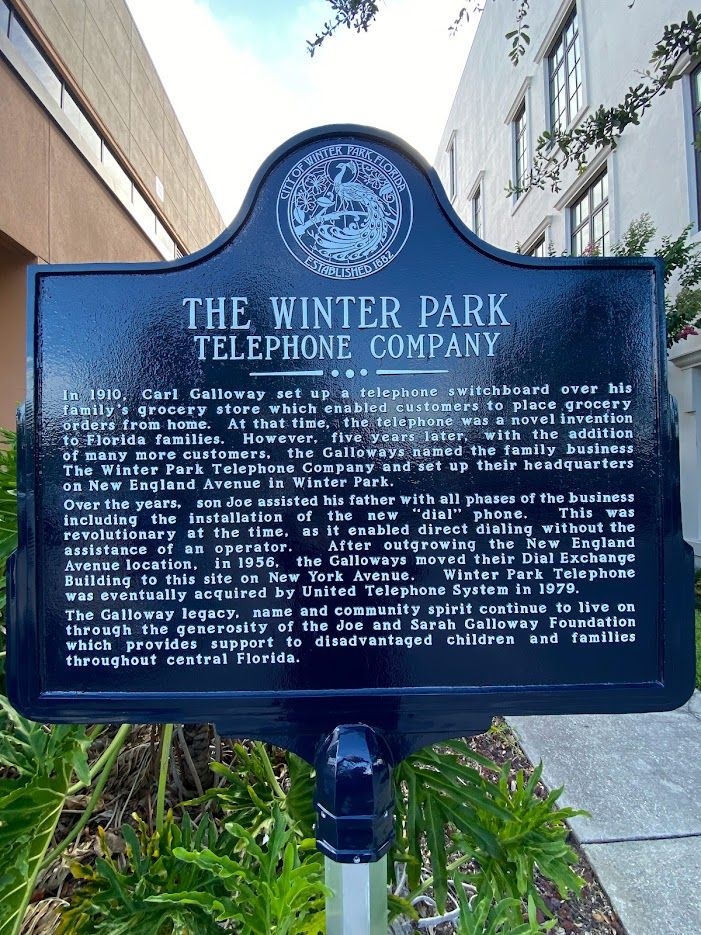 CITY OF WINTER PARK FLORIDA
ESTABLISHED 1882
THE WINTER PARK
TELEPHONE COMPANY
In 1910, Carl Galloway set up a telephone switchboard over his
family's grocery store which enabled customers to place grocery
orders from home. At that time, the telephone was a novel invention
to Florida families. However, five years later, with the addition
of many more customers, the Galloways named the family business
The Winter Park Telephone Company and set up their headquarters
on New England Avenue in Winter Park.
Over the years, son Joe assisted his father with all phases of the business
including the installation of the new "dial" phone. This was
revolutionary at the time, as it enabled direct dialing without the
assistance of an operator. After outgrowing the New England
Avenue location, in 1956, the Galloways moved their Dial Exchange
Building to this site on New York Avenue. Winter Park Telephone
was eventually acquired by United Telephone System in 1979.
The Galloway legacy, name and community spirit continue to live on
through the generosity of the Joe and Sarah Galloway Foundation
which provides support to disadvantaged children and families
throughout central Florida.